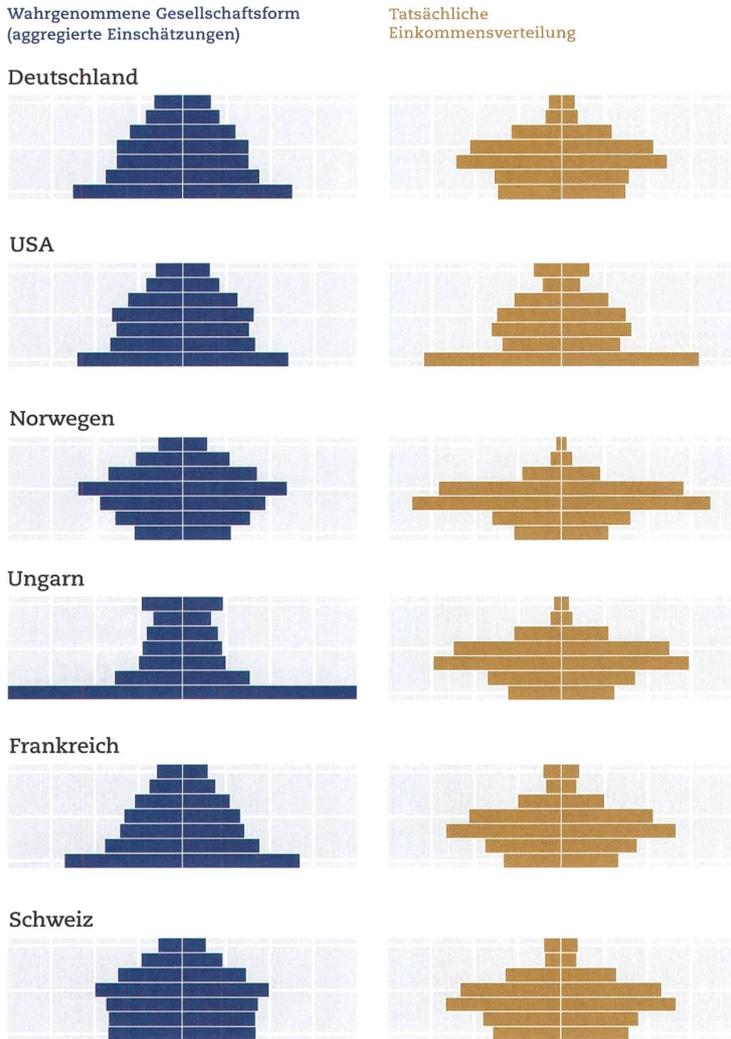 Wahrgenommene Gesellschaftsform
(aggregierte Einschätzungen)
Tatsächliche
Einkommensverteilung
Deutschland
USA
Norwegen
Ungarn
Frankreich
Schweiz